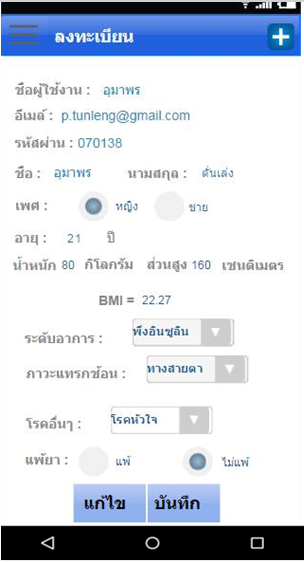 ลงทะเบียน
ชื่อผู้ใช้งาน : อุมาพร
อีเมล์ : p.tunleng@gmail.com
รหัสผ่าน : 070138
ชื่อ : อุมาพร นามสกุล : ตั่นเล่ง
เพศ : หญิง ชาย
อายุ : 21 ปี
น้ำหนัก 80 กิโลกรัม ส่วนสูง 160 เซนติเมตร
BMI = 22.27
ระดับอาการ : พึ่งอินซูลิน
ภาวะแทรกซ้อน : ทางสายตา
โรคอื่นๆ : โรคหัวใจ
แพ้ยา : แพ้ ไม่แพ้
แก้ไข บันทึก